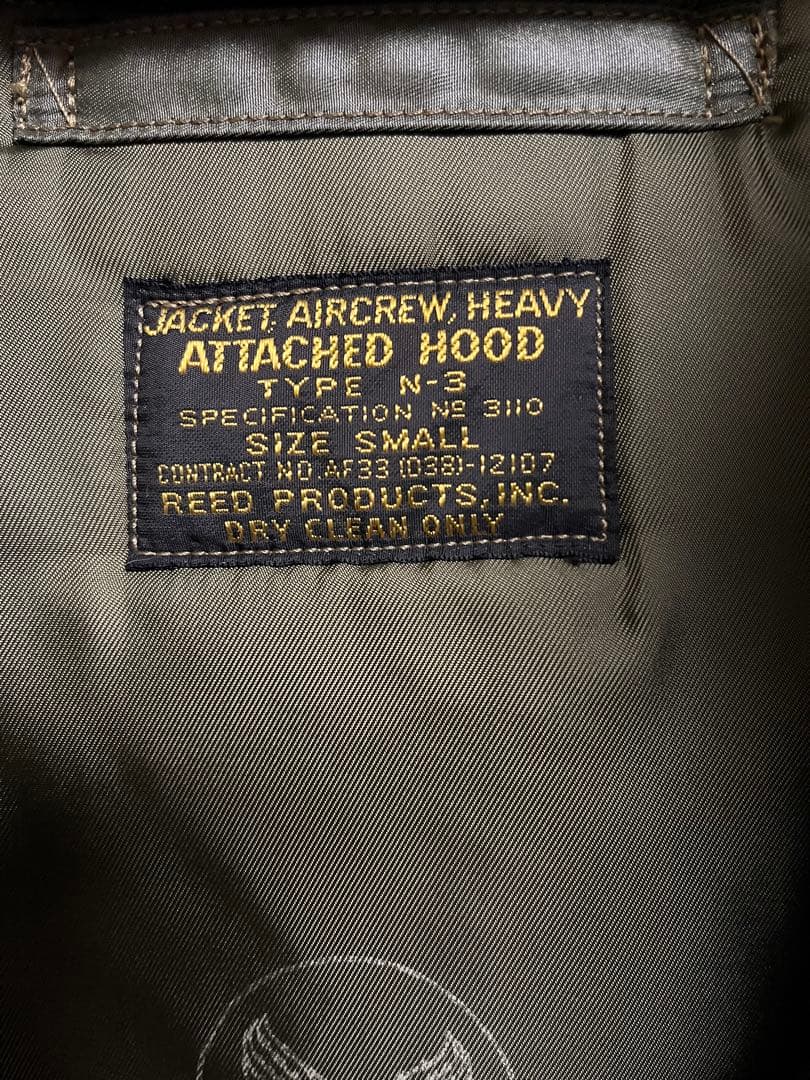 JACKET, AIRCREW, HEAVY
ATTACHED HOOD
TYPE N-3
SPECIFICATION Nº 3110
SIZE SMALL
CONTRACT NO. AF33 (038)-12107
REED PRODUCTS, INC.
DRY CLEAN ONLY